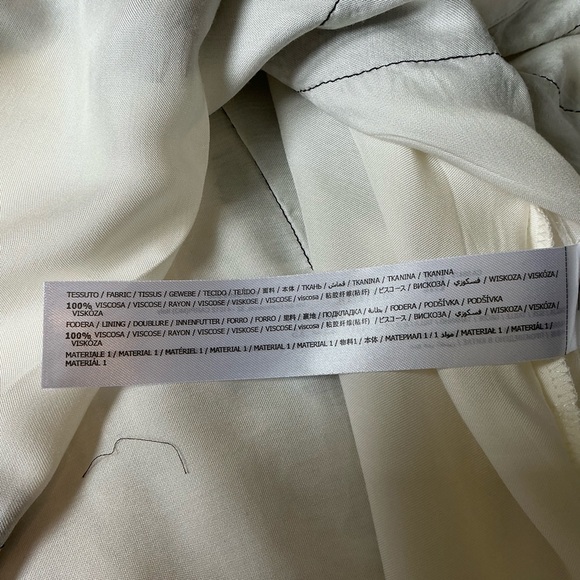 TESSUTO / FABRIC / TISSUS / GEWEBE / TECIDO / TEJIDO / 面料 / 本体 / ТКАНЬ / قماش / TKANINA / TKANINA / TKANINA
100% VISCOSA / VISCOSE / RAYON / VISCOSE / VISKOSE / VISCOSE / viscosa / 粘胶纤维(粘纤) / ビスコース / ВИСКОЗА / فسكوزي / WISKOZA / VISKÓZA /
VISKÓZA
FODERA / LINING / DOUBLURE / INNENFUTTER / FORRO / FORRO / 里料 / 裏地 / ПОДКЛАДКА / بطانة / FODERA / PODŠÍVKA / PODŠÍVKA
100% VISCOSA / VISCOSE / RAYON / VISCOSE / VISKOSE / VISCOSE / viscosa / 粘胶纤维(粘纤) / ビスコース / ВИСКОЗА / فسكوزي / WISKOZA / VISKÓZA /
VISKÓZA
MATERIALE 1 / MATERIAL 1 / MATÉRIEL 1 / MATERIAL 1 / MATERIAL 1 / MATERIAL 1 / 物料1 / 本体 / МАТЕРИАЛ 1 / ميلاد 1 / MATERIAL 1 / MATERIÁL 1 /
MATERIÁL 1